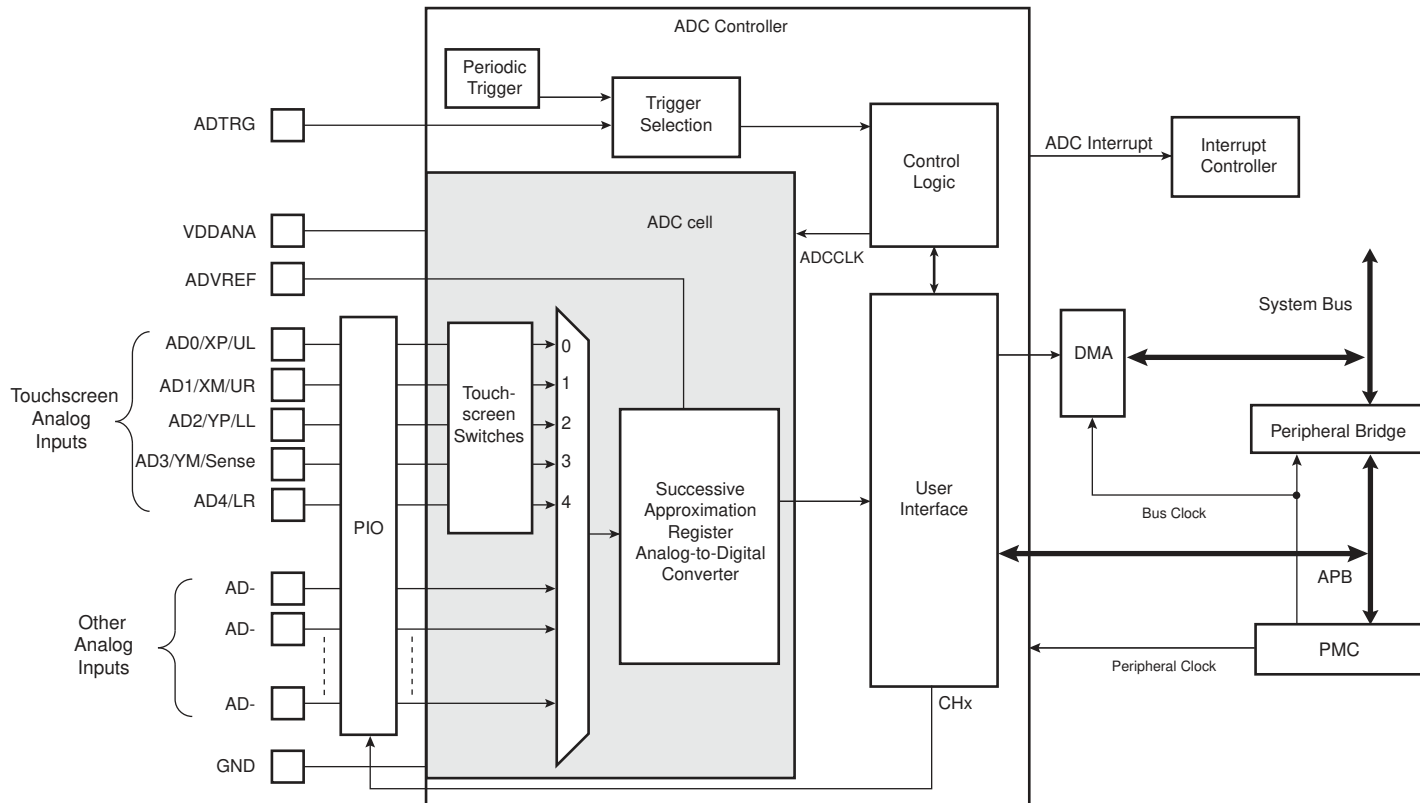 ADC Controller
Periodic
Trigger
Trigger
Selection
ADTRG
Control
Logic
ADC Interrupt
Interrupt
Controller
VDDANA
ADC cell
ADCCLK
ADVREF
System Bus
AD0/XP/UL
AD1/XM/UR
AD2/YP/LL
AD3/YM/Sense
AD4/LR
Touchscreen
Analog
Inputs
PIO
Touch-
screen
Switches
0
1
2
3
4
Successive
Approximation
Register
Analog-to-Digital
Converter
User
Interface
DMA
Peripheral Bridge
Bus Clock
APB
AD-
AD-
AD-
Other
Analog
Inputs
PMC
Peripheral Clock
CHx
GND